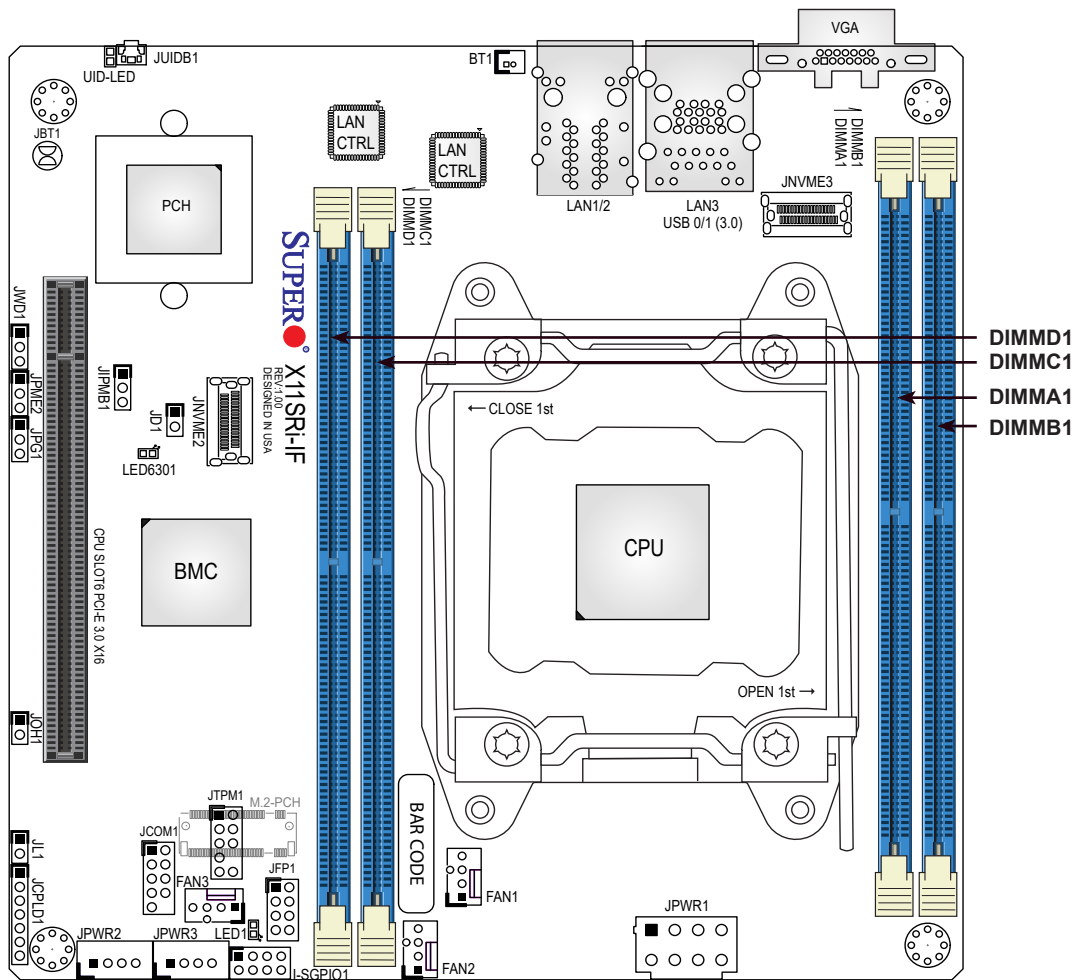 VGA
JUIDB1
UID-LED
BT1
JBT1
LAN
CTRL
LAN
CTRL
DIMMB1
DIMMA1
JNVME3
PCH
LAN1/2
LAN3
USB 0/1 (3.0)
DIMMC1
DIMMD1
SUPER
X11SRi-IF
REV:1.00
DESIGNED IN USA
JWD1
JPME2
JPG1
JIPMB1
JD1
JNVME2
LED6301
← CLOSE 1st
DIMMD1
DIMMC1
DIMMA1
DIMMB1
CPU SLOT6 PCI-E 3.0 X16
BMC
CPU
OPEN 1st →
JOH1
JTPM1
M.2-PCH
JCOM1
BAR CODE
JL1
JCPLD1
FAN3
JFP1
FAN1
LED1
JPWR2
JPWR3
I-SGPIO1
FAN2
JPWR1